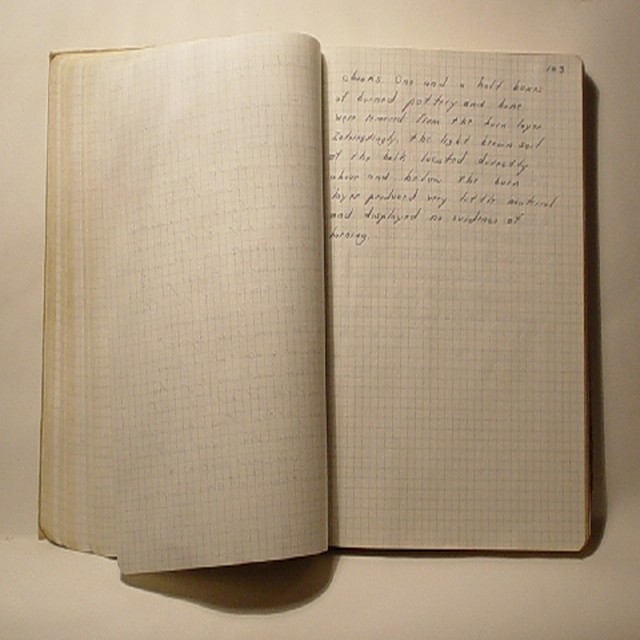 103
sherds. One and a half boxes
of burned pottery and bone
were removed from the burn layer.
Interestingly, the light brown soil
of the balk located directly
above and below the burn
layer produced very little material
and displayed no evidence of
burning.